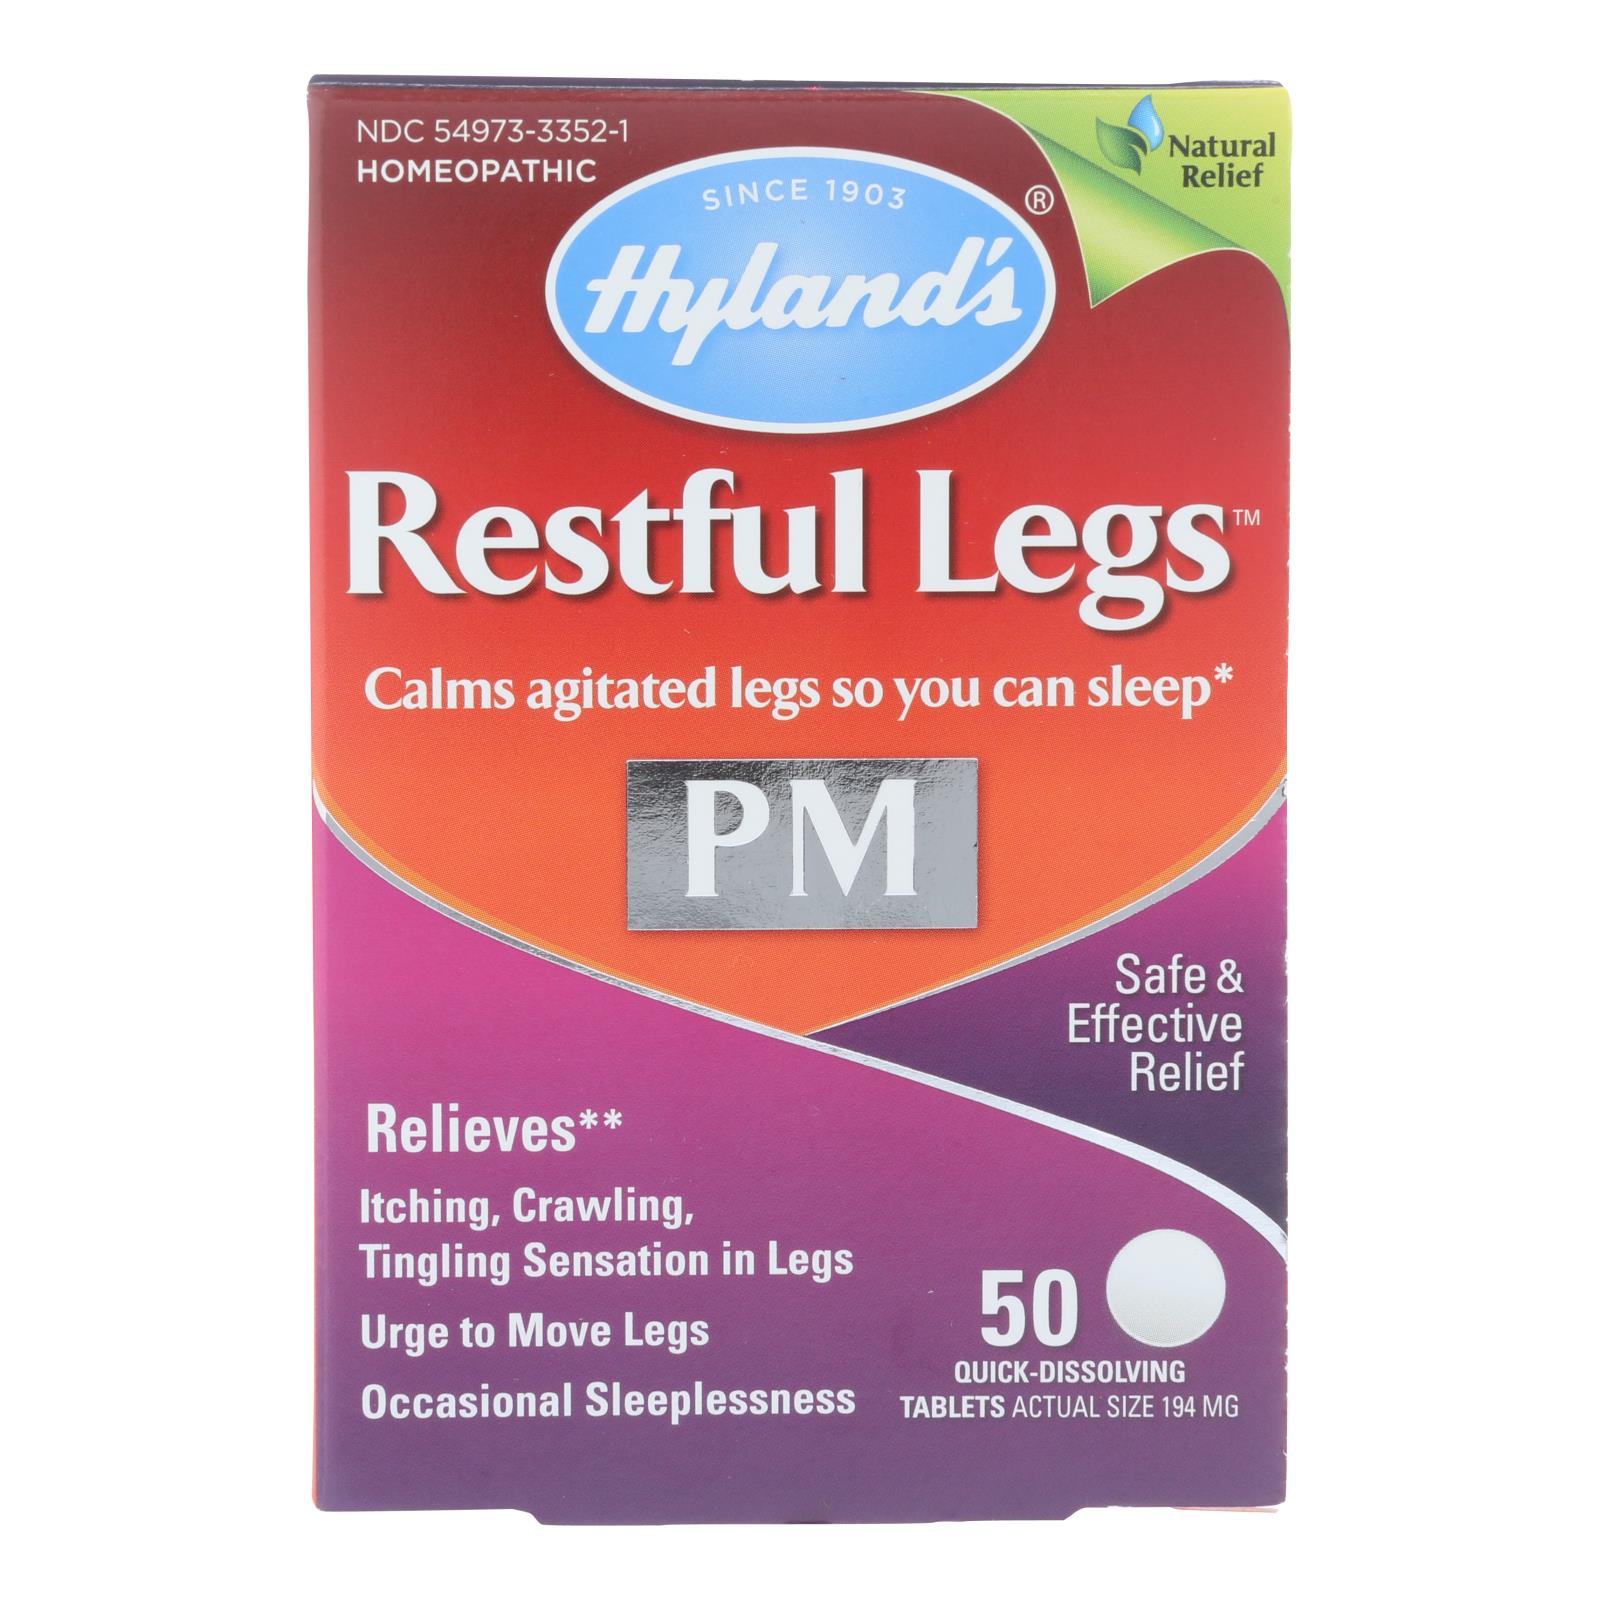 NDC 54973-3352-1
HOMEOPATHIC
Natural
Relief
SINCE 1903
Hyland's®
Restful Legs™
Calms agitated legs so you can sleep*
PM
Safe &
Effective
Relief
Relieves**
Itching, Crawling,
Tingling Sensation in Legs
Urge to Move Legs
Occasional Sleeplessness
50
QUICK-DISSOLVING
TABLETS ACTUAL SIZE 194 MG